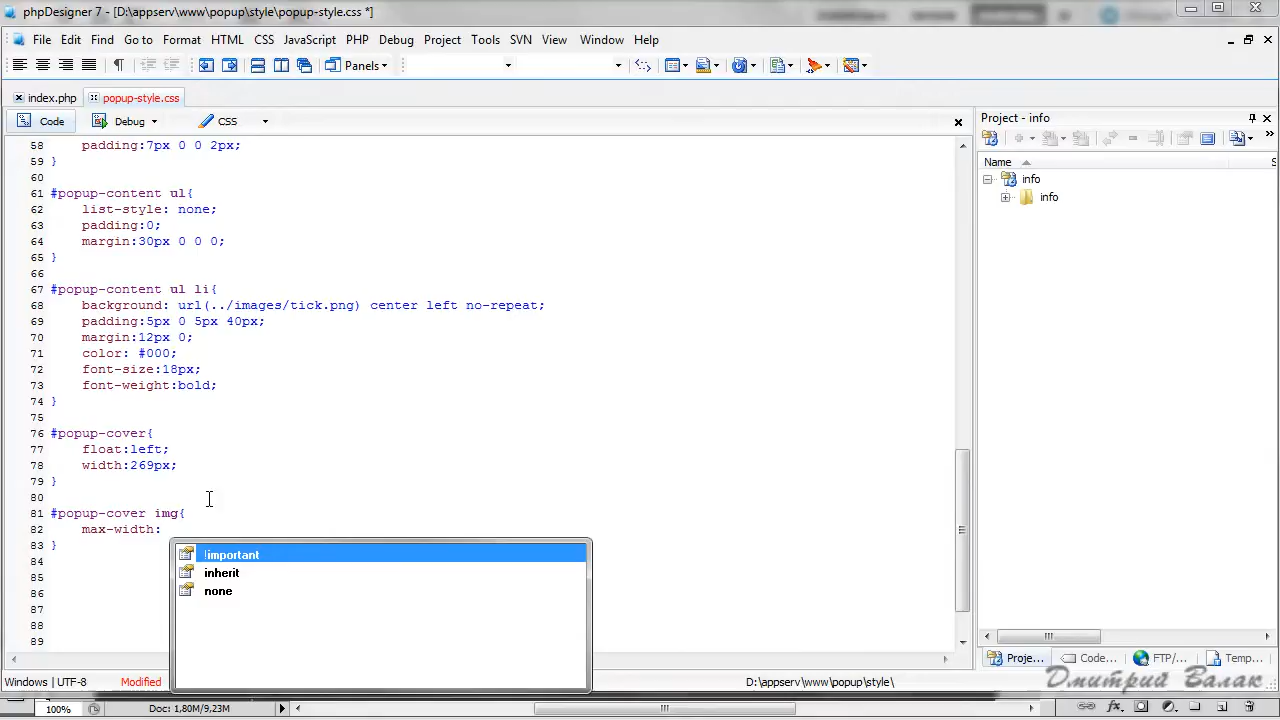 phpDesigner 7 - [D:\appserv\www\popup\style\popup-style.css *]
File Edit Find Go to Format HTML CSS JavaScript PHP Debug Project Tools SVN View Window Help
Panels
index.php popup-style.css
Code Debug CSS
58 padding:7px 0 0 2px;
59 }
60
61 #popup-content ul{
62 list-style: none;
63 padding:0;
64 margin:30px 0 0 0;
65 }
66
67 #popup-content ul li{
68 background: url(../images/tick.png) center left no-repeat;
69 padding:5px 0 5px 40px;
70 margin:12px 0;
71 color: #000;
72 font-size:18px;
73 font-weight:bold;
74 }
75
76 #popup-cover{
77 float:left;
78 width:269px;
79 }
80
81 #popup-cover img{
82 max-width:
83 }
84
85
86
87
88
89
!important
inherit
none
Project - info
Name S
info
info
Proje... Code... FTP/... Temp...
Windows | UTF-8 Modified D:\appserv\www\popup\style\
Дмитрий Валак
100% Doc: 1,80M/9,23M